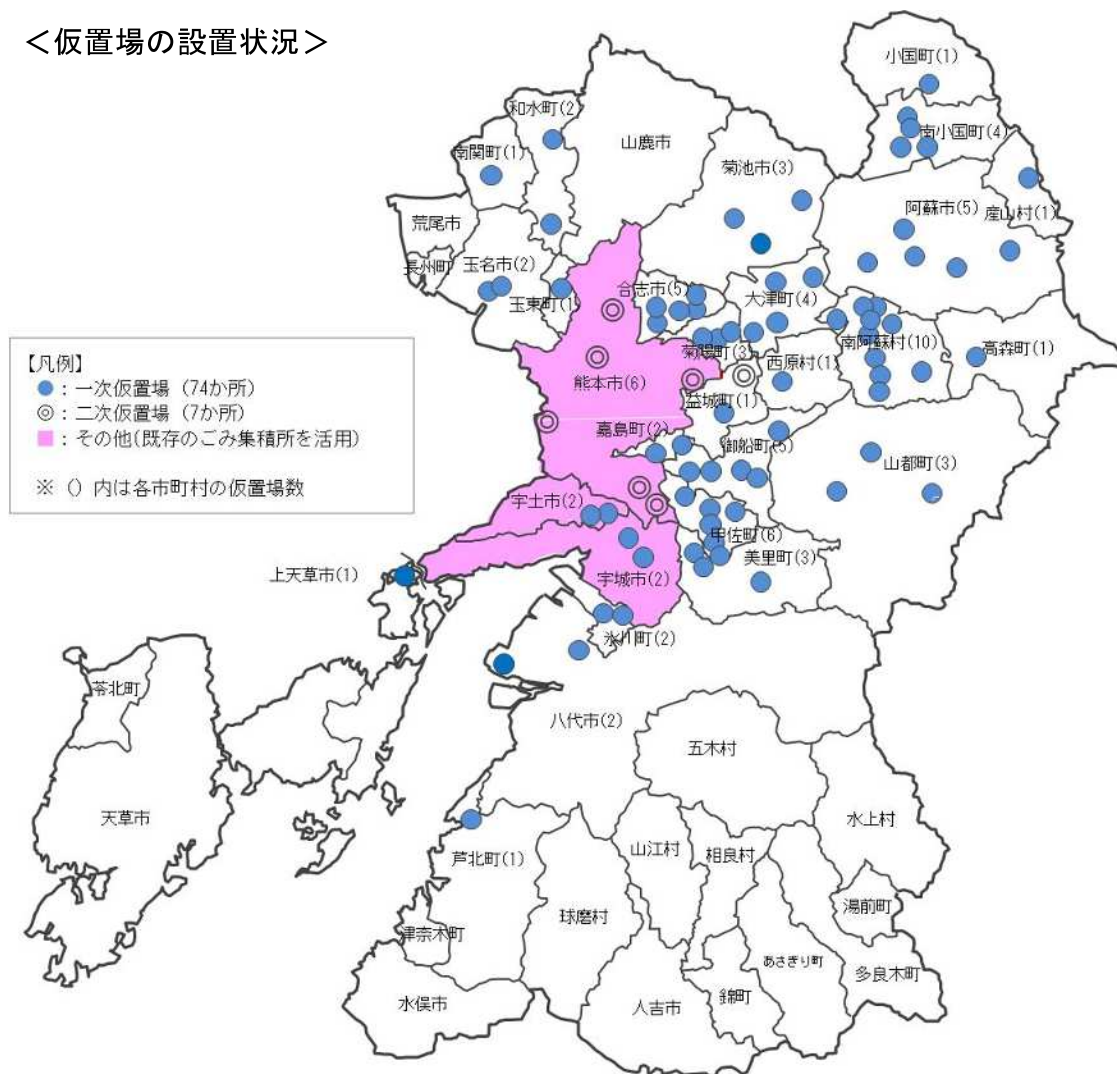 ＜仮置場の設置状況＞
小国町(1)
和水町(2)
南小国町(4)
山鹿市
南関町(1)
菊池市(3)
阿蘇市(5)
産山村(1)
荒尾市
長州町
玉名市(2)
玉東町(1)
合志市(5)
大津町(4)
南阿蘇村(10)
高森町(1)
菊陽町(3)
西原村(1)
【凡例】
：一次仮置場（74か所）
◎：二次仮置場（7か所）
：その他(既存のごみ集積所を活用)
※（）内は各市町村の仮置場数
熊本市(6)
益城町(1)
嘉島町(2)
御船町(5)
山都町(3)
宇土市(2)
甲佐町(6)
美里町(3)
上天草市(1)
宇城市(2)
氷川町(2)
苓北町
八代市(2)
五木村
天草市
水上村
芦北町(1)
山江村
相良村
湯前町
球磨村
津奈木町
あさぎり町
多良木町
水俣市
人吉市
錦町